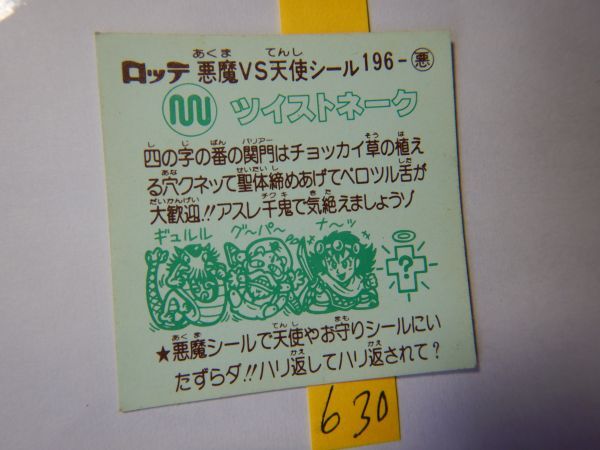 ロッテ 悪魔VS天使シール196-悪
ツイストネーク
四の字の番の関門はチョッカイ草の植え
る穴クネッて聖体締めあげてベロツル舌が
大歓迎!!アスレ千鬼で気絶えましょうゾ
ギュルル グ〜パ〜 ナ〜ッ
?
★悪魔シールで天使やお守りシールにい
たずらダ!!ハリ返してハリ返されて?
630